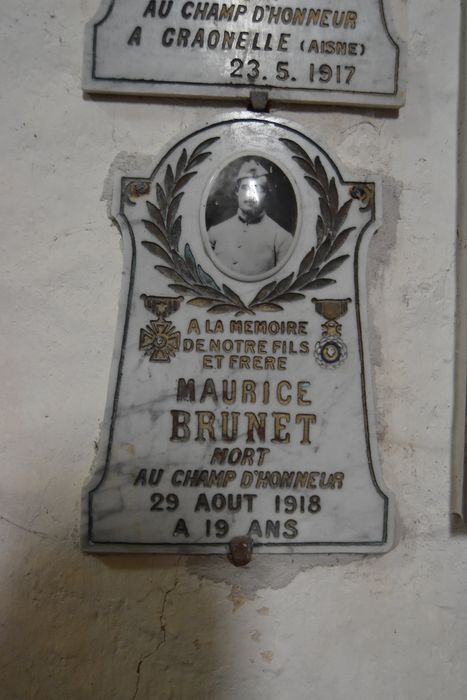 AU CHAMP D'HONNEUR
A CRAONELLE (AISNE)
23.5.1917
A LA MEMOIRE
DE NOTRE FILS
ET FRERE
MAURICE
BRUNET
MORT
AU CHAMP D'HONNEUR
29 AOUT 1918
A 19 ANS